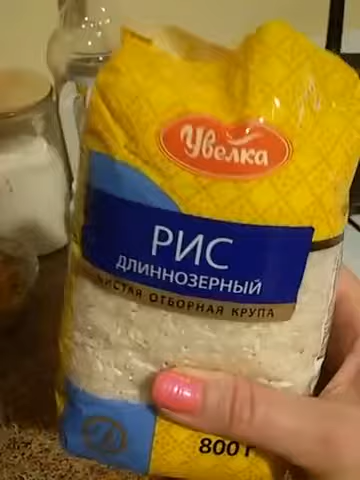 Увелка
РИС
ДЛИННОЗЕРНЫЙ
ЧИСТАЯ ОТБОРНАЯ КРУПА
800 Г